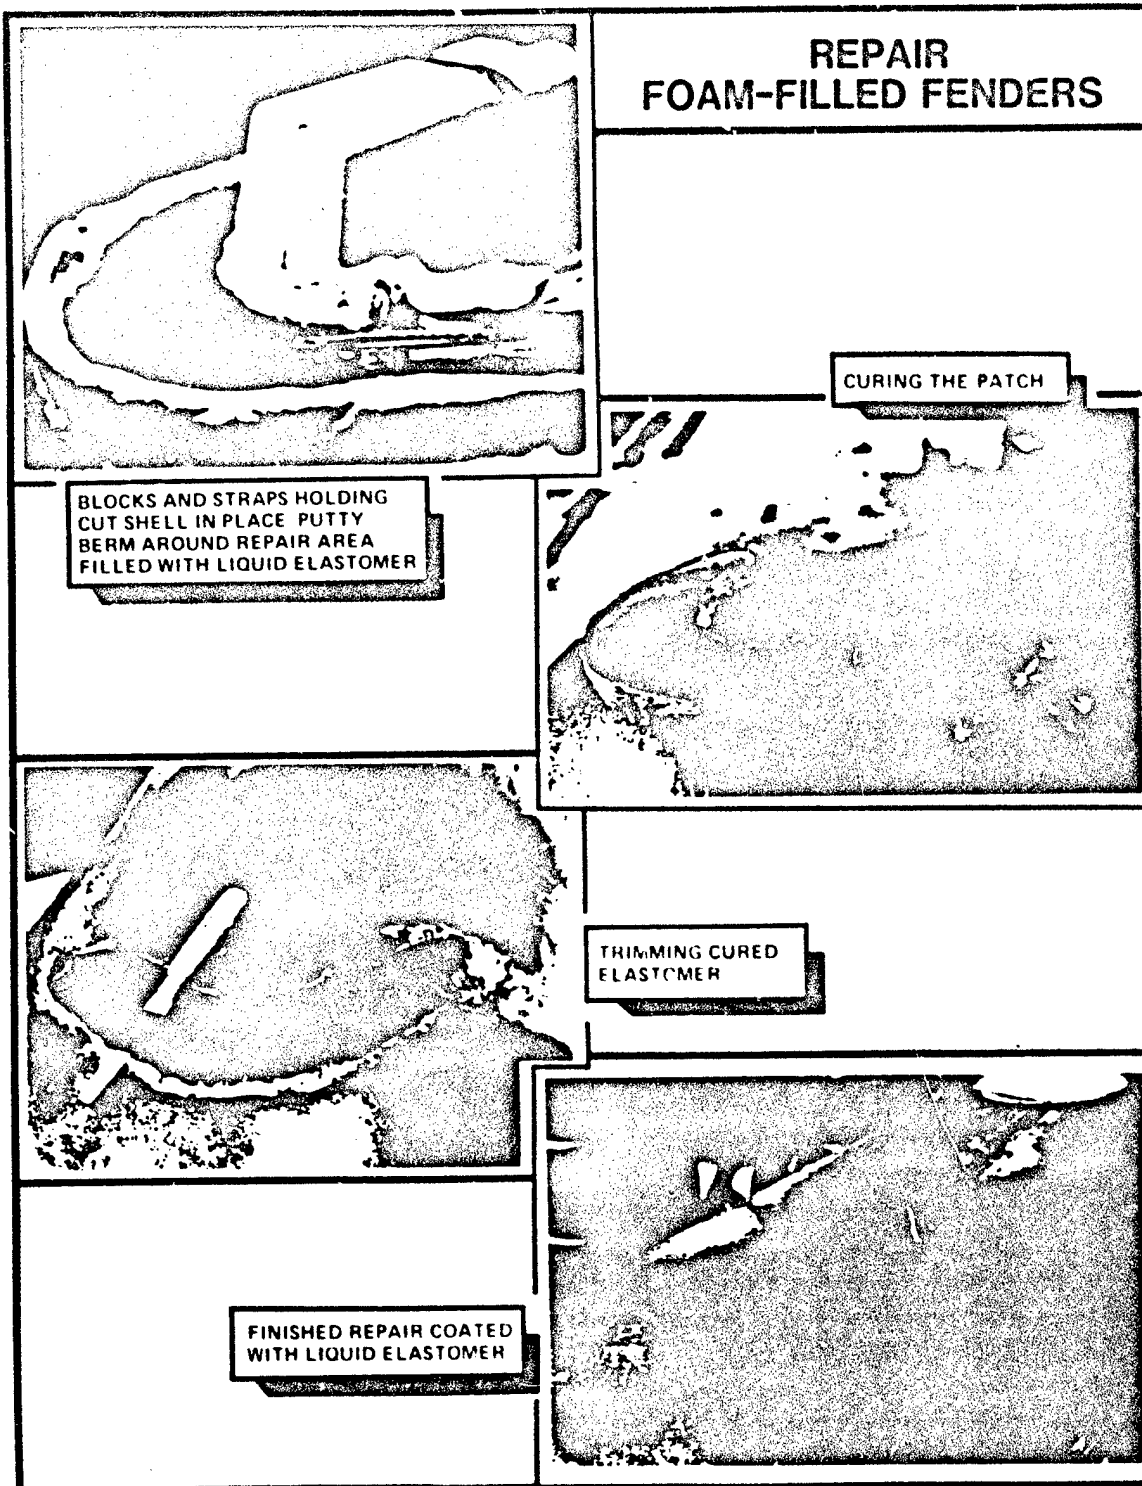 REPAIR
FOAM-FILLED FENDERS
CURING THE PATCH
BLOCKS AND STRAPS HOLDING
CUT SHELL IN PLACE PUTTY
BERM AROUND REPAIR AREA
FILLED WITH LIQUID ELASTOMER
TRIMMING CURED
ELASTOMER
FINISHED REPAIR COATED
WITH LIQUID ELASTOMER